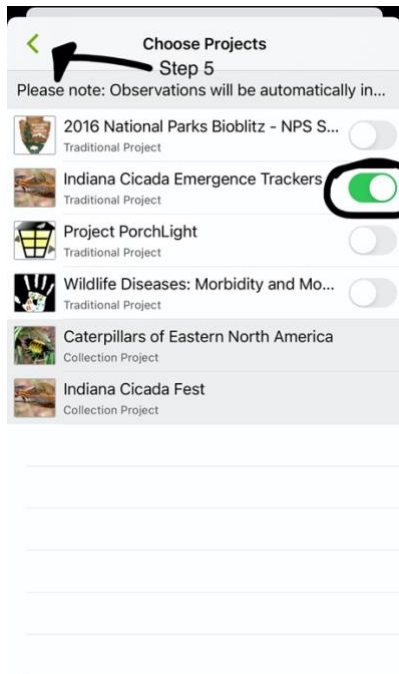 Choose Projects
Step 5
Please note: Observations will be automatically in...
2016 National Parks Bioblitz - NPS S...
Traditional Project
Indiana Cicada Emergence Trackers
Traditional Project
Project PorchLight
Traditional Project
Wildlife Diseases: Morbidity and Mo...
Traditional Project
Caterpillars of Eastern North America
Collection Project
Indiana Cicada Fest
Collection Project